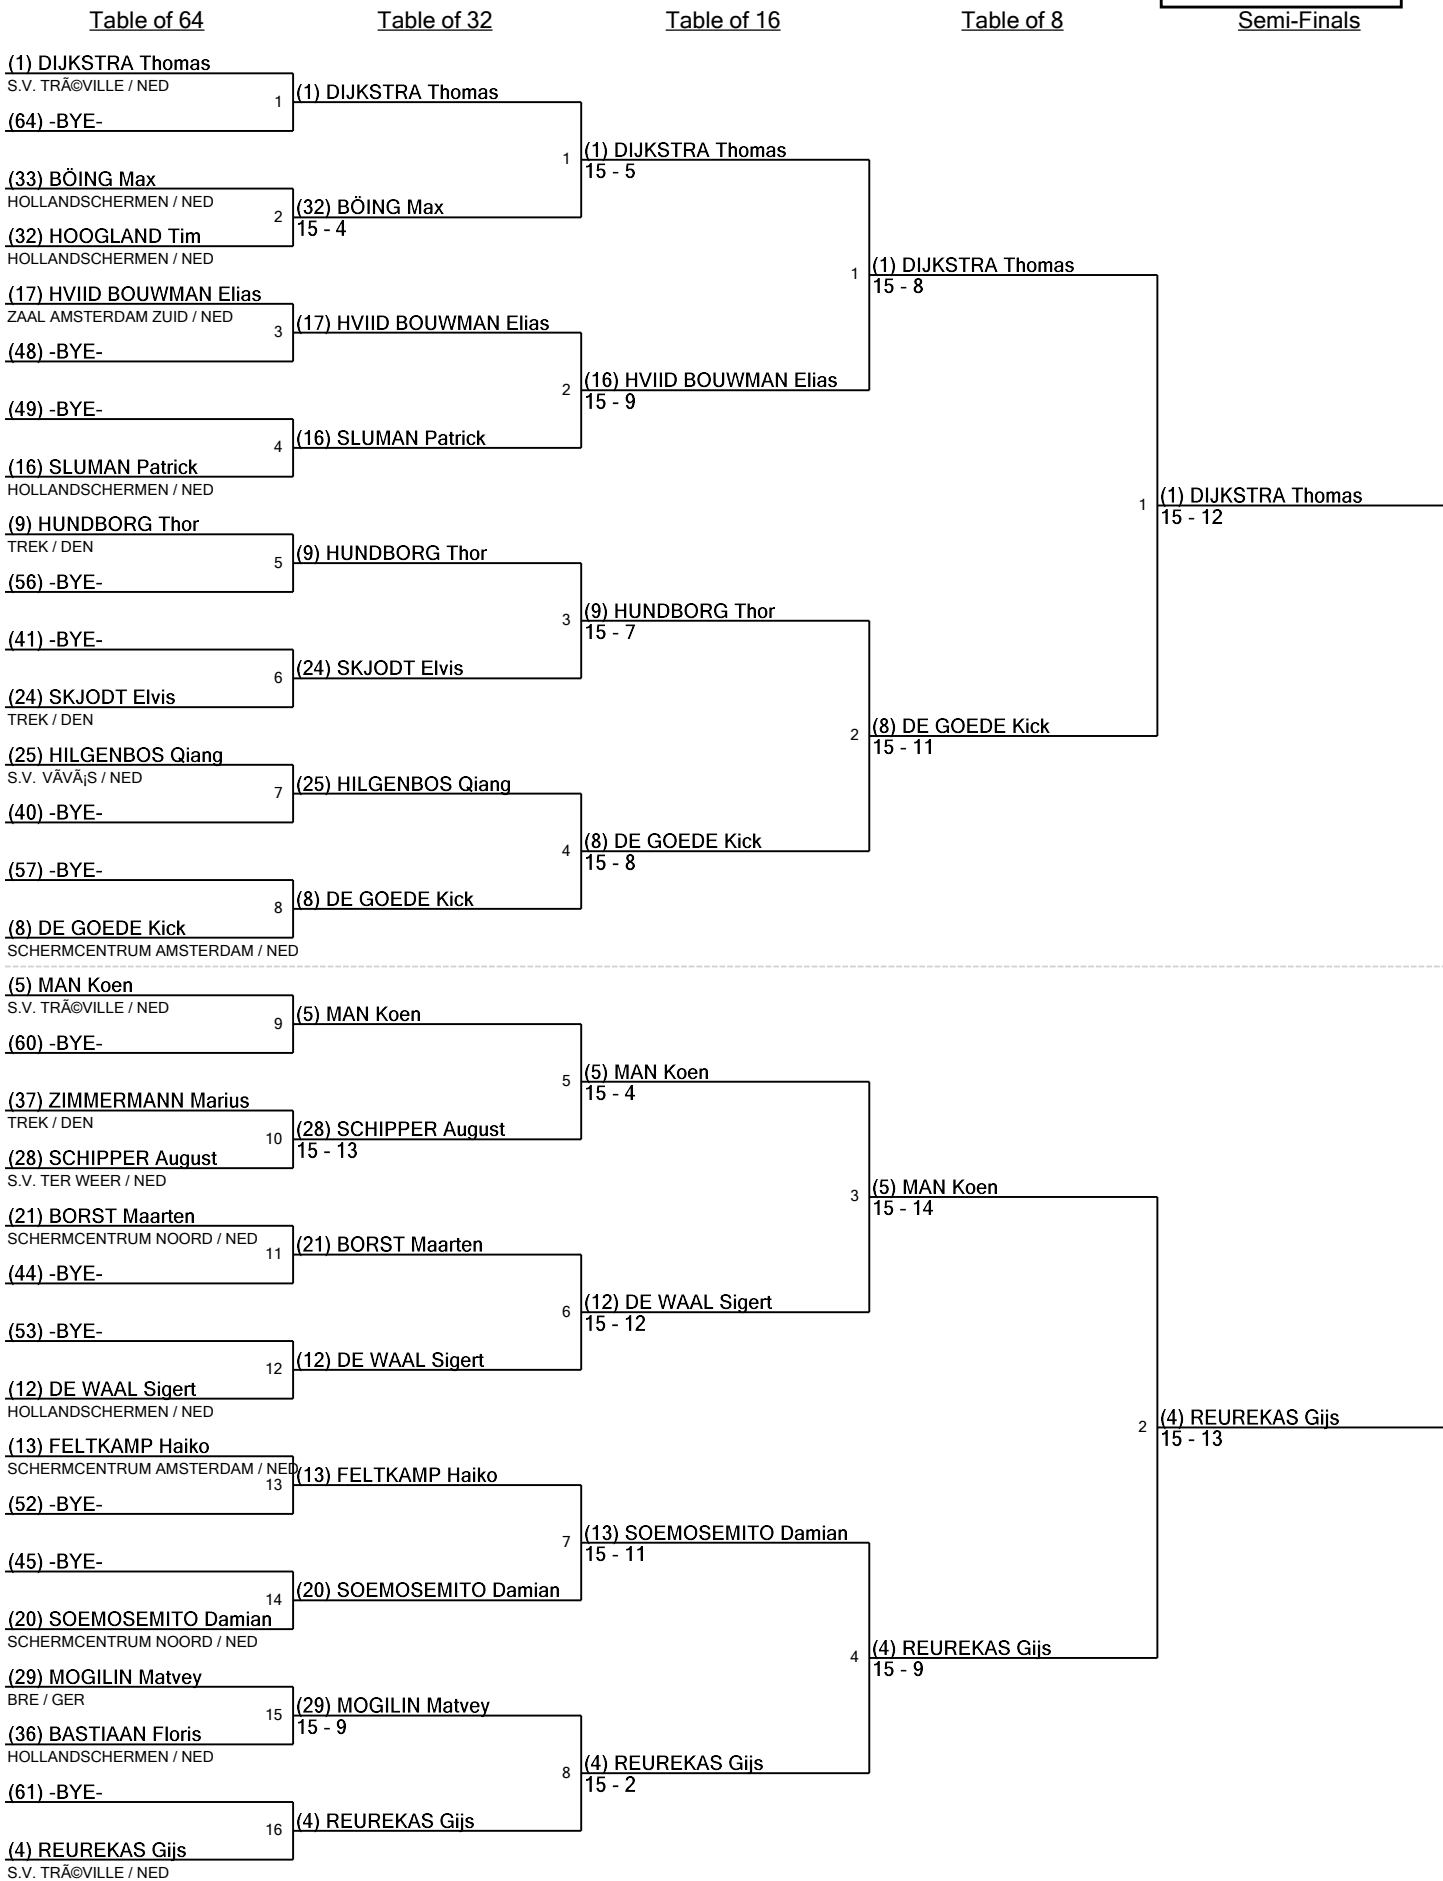 Table of 64
Table of 32
Table of 16
Table of 8
Semi-Finals
(1) DIJKSTRA Thomas
S.V. TRÃ©VILLE / NED
(64) -BYE-
(33) BÖING Max
HOLLANDSCHERMEN / NED
(32) HOOGLAND Tim
HOLLANDSCHERMEN / NED
(17) HVIID BOUWMAN Elias
ZAAL AMSTERDAM ZUID / NED
(48) -BYE-
(49) -BYE-
(16) SLUMAN Patrick
HOLLANDSCHERMEN / NED
(9) HUNDBORG Thor
TREK / DEN
(56) -BYE-
(41) -BYE-
(24) SKJODT Elvis
TREK / DEN
(25) HILGENBOS Qiang
S.V. VÃVÃ¡S / NED
(40) -BYE-
(57) -BYE-
(8) DE GOEDE Kick
SCHERMCENTRUM AMSTERDAM / NED
(5) MAN Koen
S.V. TRÃ©VILLE / NED
(60) -BYE-
(37) ZIMMERMANN Marius
TREK / DEN
(28) SCHIPPER August
S.V. TER WEER / NED
(21) BORST Maarten
SCHERMCENTRUM NOORD / NED
(44) -BYE-
(53) -BYE-
(12) DE WAAL Sigert
HOLLANDSCHERMEN / NED
(13) FELTKAMP Haiko
SCHERMCENTRUM AMSTERDAM / NED
(52) -BYE-
(45) -BYE-
(20) SOEMOSEMITO Damian
SCHERMCENTRUM NOORD / NED
(29) MOGILIN Matvey
BRE / GER
(36) BASTIAAN Floris
HOLLANDSCHERMEN / NED
(61) -BYE-
(4) REUREKAS Gijs
S.V. TRÃ©VILLE / NED
1 (1) DIJKSTRA Thomas
2 (32) BÖING Max
15 - 4
3 (17) HVIID BOUWMAN Elias
4 (16) SLUMAN Patrick
5 (9) HUNDBORG Thor
6 (24) SKJODT Elvis
7 (25) HILGENBOS Qiang
8 (8) DE GOEDE Kick
9 (5) MAN Koen
10 (28) SCHIPPER August
15 - 13
11 (21) BORST Maarten
12 (12) DE WAAL Sigert
13 (13) FELTKAMP Haiko
14 (20) SOEMOSEMITO Damian
15 (29) MOGILIN Matvey
15 - 9
16 (4) REUREKAS Gijs
1 (1) DIJKSTRA Thomas
15 - 5
2 (16) HVIID BOUWMAN Elias
15 - 9
3 (9) HUNDBORG Thor
15 - 7
4 (8) DE GOEDE Kick
15 - 8
5 (5) MAN Koen
15 - 4
6 (12) DE WAAL Sigert
15 - 12
7 (13) SOEMOSEMITO Damian
15 - 11
8 (4) REUREKAS Gijs
15 - 2
1 (1) DIJKSTRA Thomas
15 - 8
2 (8) DE GOEDE Kick
15 - 11
3 (5) MAN Koen
15 - 14
4 (4) REUREKAS Gijs
15 - 9
1 (1) DIJKSTRA Thomas
15 - 12
2 (4) REUREKAS Gijs
15 - 13